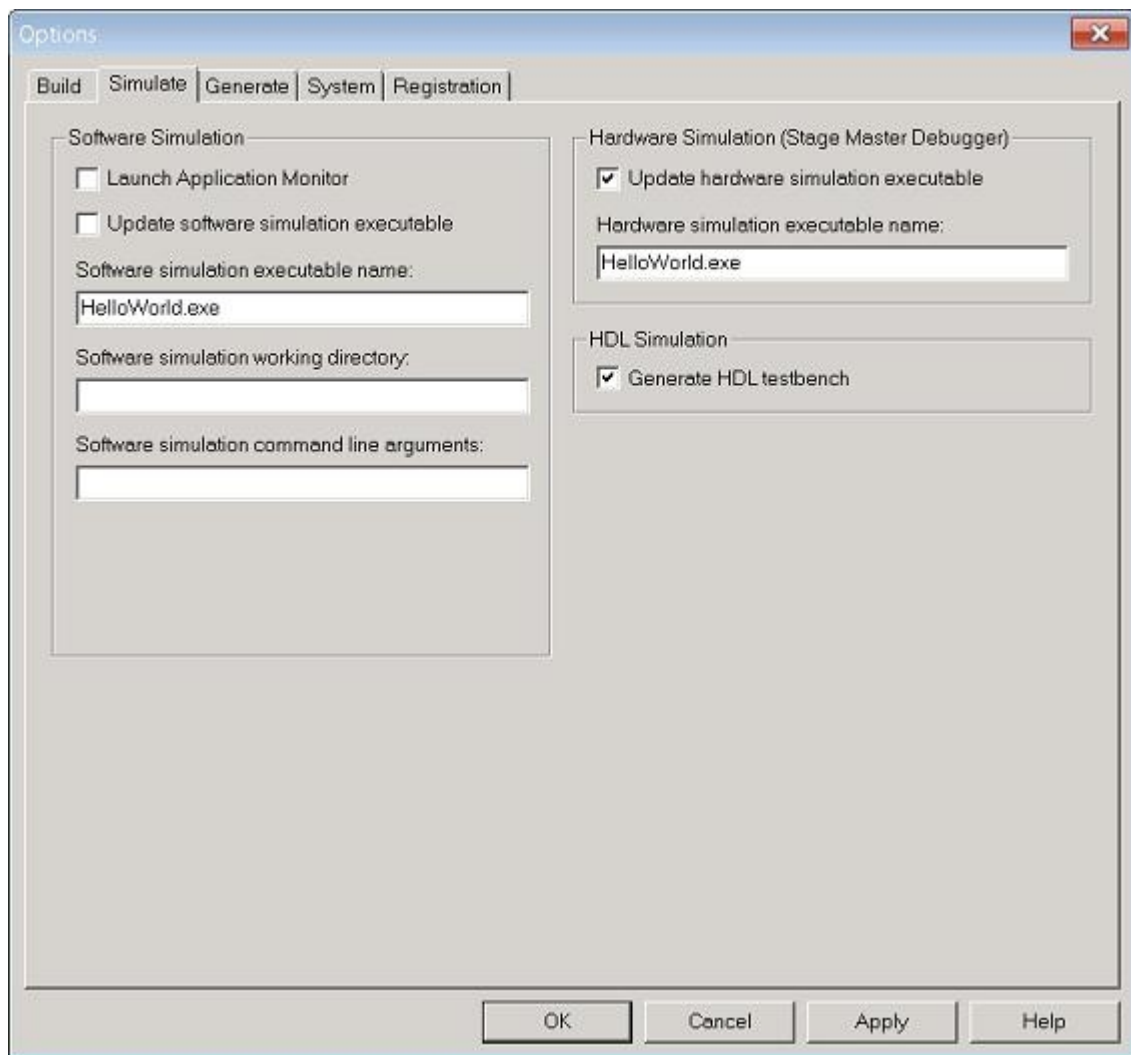 Options
Build
Simulate
Generate
System
Registration
Software Simulation
Launch Application Monitor
Update software simulation executable
Software simulation executable name:
HelloWorld.exe
Software simulation working directory:
Software simulation command line arguments:
Hardware Simulation (Stage Master Debugger)
Update hardware simulation executable
Hardware simulation executable name:
HelloWorld.exe
HDL Simulation
Generate HDL testbench
OK
Cancel
Apply
Help